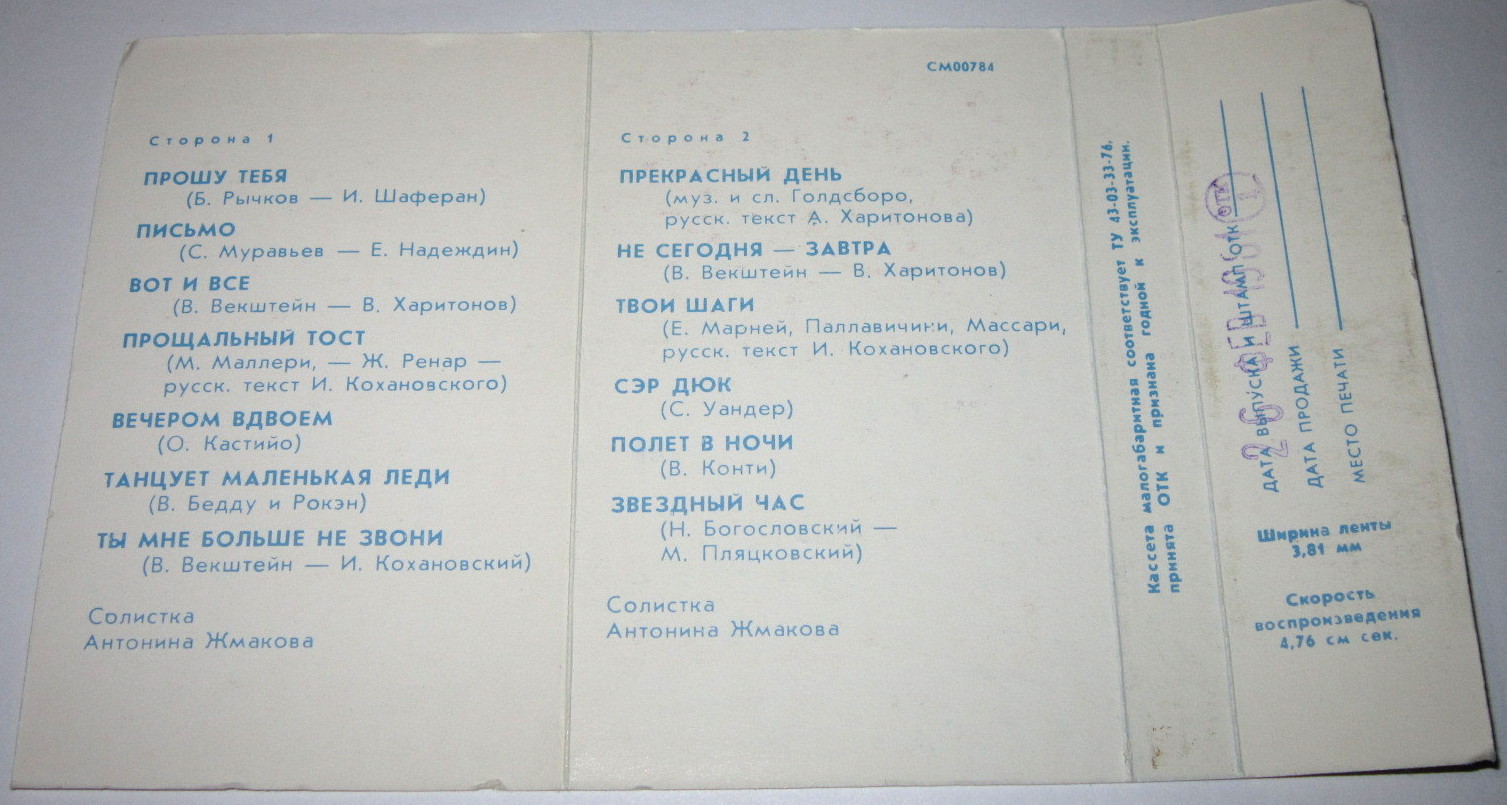 СМ00784
Сторона 1
ПРОШУ ТЕБЯ
(Б. Рычков — И. Шаферан)
ПИСЬМО
(С. Муравьев — Е. Надеждин)
ВОТ И ВСЕ
(В. Векштейн — В. Харитонов)
ПРОЩАЛЬНЫЙ ТОСТ
(М. Маллери, — Ж. Ренар —
русск. текст И. Кохановского)
ВЕЧЕРОМ ВДВОЕМ
(О. Кастийо)
ТАНЦУЕТ МАЛЕНЬКАЯ ЛЕДИ
(В. Бедду и Рокэн)
ТЫ МНЕ БОЛЬШЕ НЕ ЗВОНИ
(В. Векштейн — И. Кохановский)
Солистка
Антонина Жмакова
Сторона 2
ПРЕКРАСНЫЙ ДЕНЬ
(муз. и сл. Голдсборо,
русск. текст А. Харитонова)
НЕ СЕГОДНЯ — ЗАВТРА
(В. Векштейн — В. Харитонов)
ТВОИ ШАГИ
(Е. Марней, Паллавичини, Массари,
русск. текст И. Кохановского)
СЭР ДЮК
(С. Уандер)
ПОЛЕТ В НОЧИ
(В. Конти)
ЗВЕЗДНЫЙ ЧАС
(Н. Богословский —
М. Пляцковский)
Солистка
Антонина Жмакова
Кассета малогабаритная соответствует ТУ 43-03-33-76,
принята ОТК и признана годной к эксплуатации.
ДАТА ВЫПУСКА И ШТАМП ОТК
26 ФЕВ 1981
ОТК
ДАТА ПРОДАЖИ
МЕСТО ПЕЧАТИ
Ширина ленты
3,81 мм
Скорость
воспроизведения
4,76 см сек.